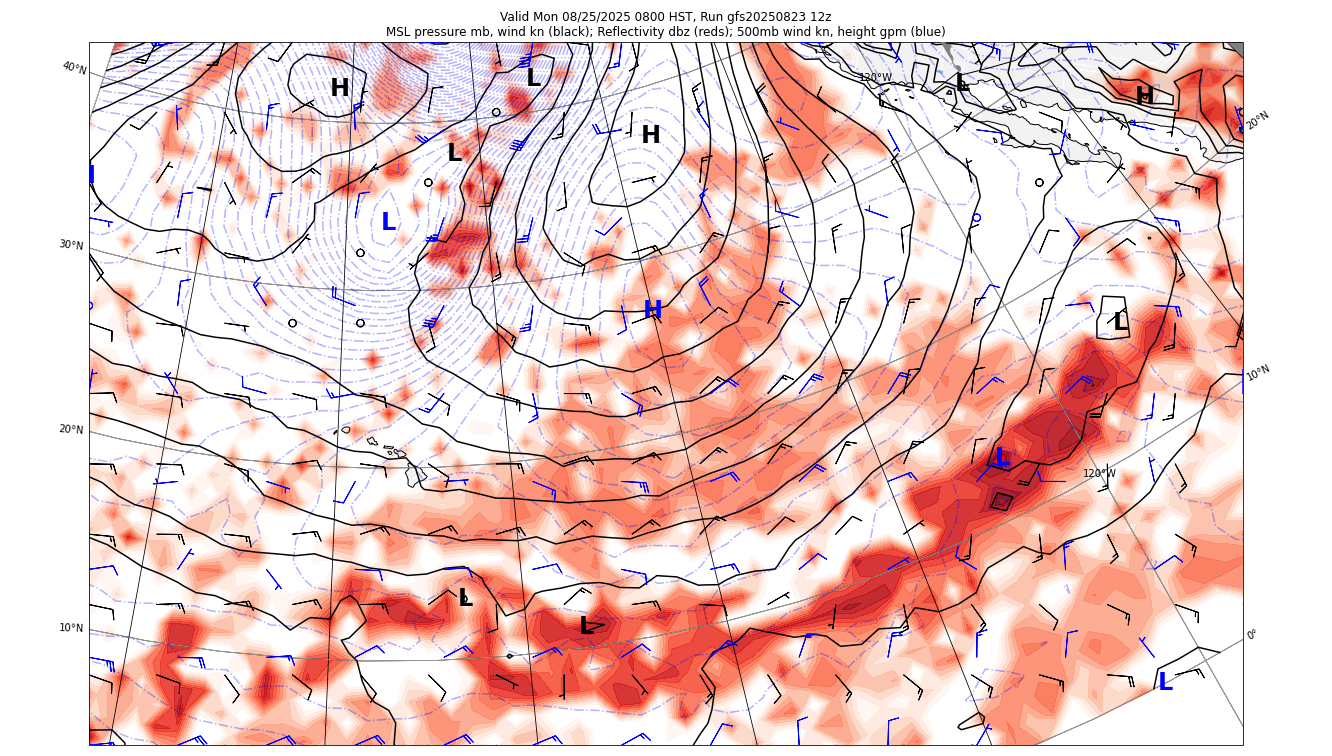 Valid Mon 08/25/2025 0800 HST, Run gfs20250823 12z
MSL pressure mb, wind kn (black); Reflectivity dbz (reds); 500mb wind kn, height gpm (blue)
40°N
H
L
120°W
L
H
20°N
L
H
L
30°N
H
L
10°N
20°N
L
120°W
L
L
10°N
0°
L